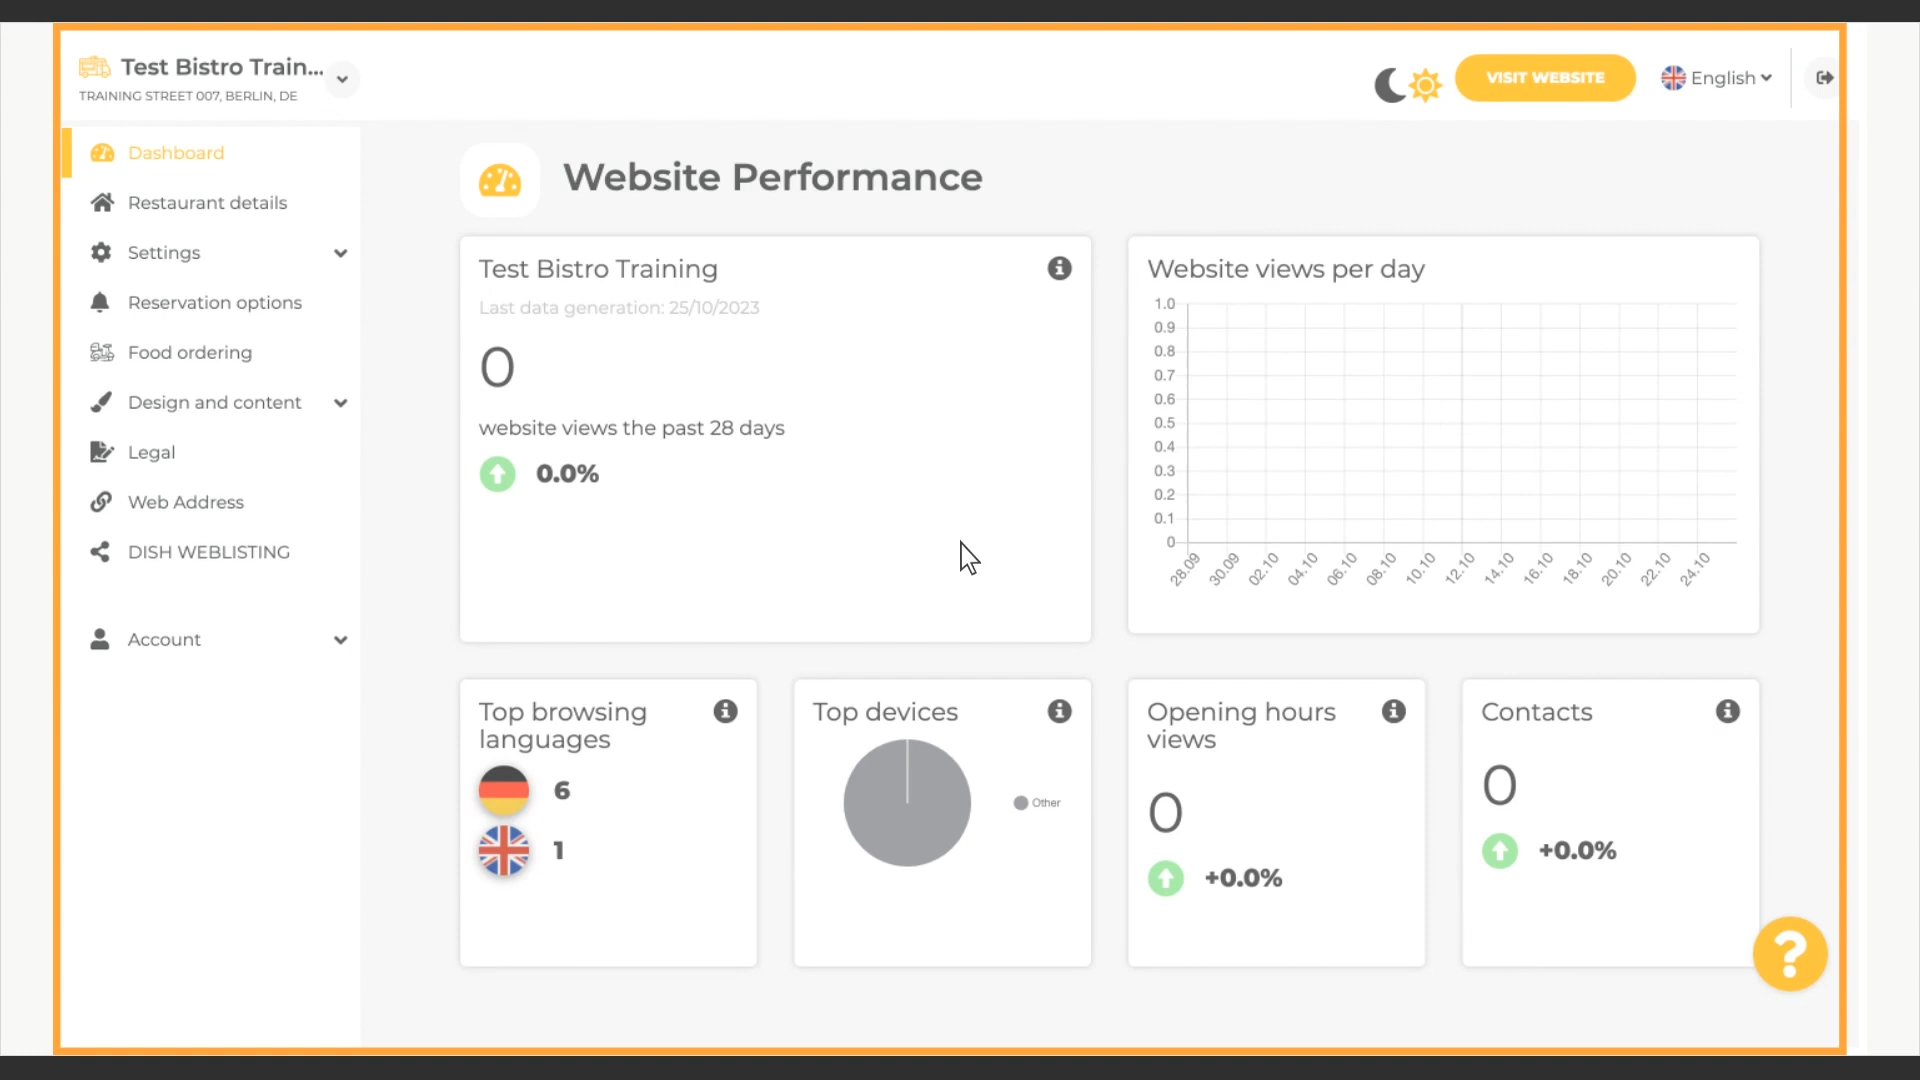 Test Bistro Train...
TRAINING STREET 007, BERLIN, DE
VISIT WEBSITE
English
Dashboard
Restaurant details
Settings
Reservation options
Food ordering
Design and content
Legal
Web Address
DISH WEBLISTING
Account
Website Performance
Test Bistro Training
Last data generation: 25/10/2023
0
website views the past 28 days
0.0%
Website views per day
1.0
0.9
0.8
0.7
0.6
0.5
0.4
0.3
0.2
0.1
0
28.09 30.09 02.10 04.10 06.10 08.10 10.10 12.10 14.10 16.10 18.10 20.10 22.10 24.10
Top browsing
languages
6
1
Top devices
Other
Opening hours
views
0
+0.0%
Contacts
0
+0.0%
?